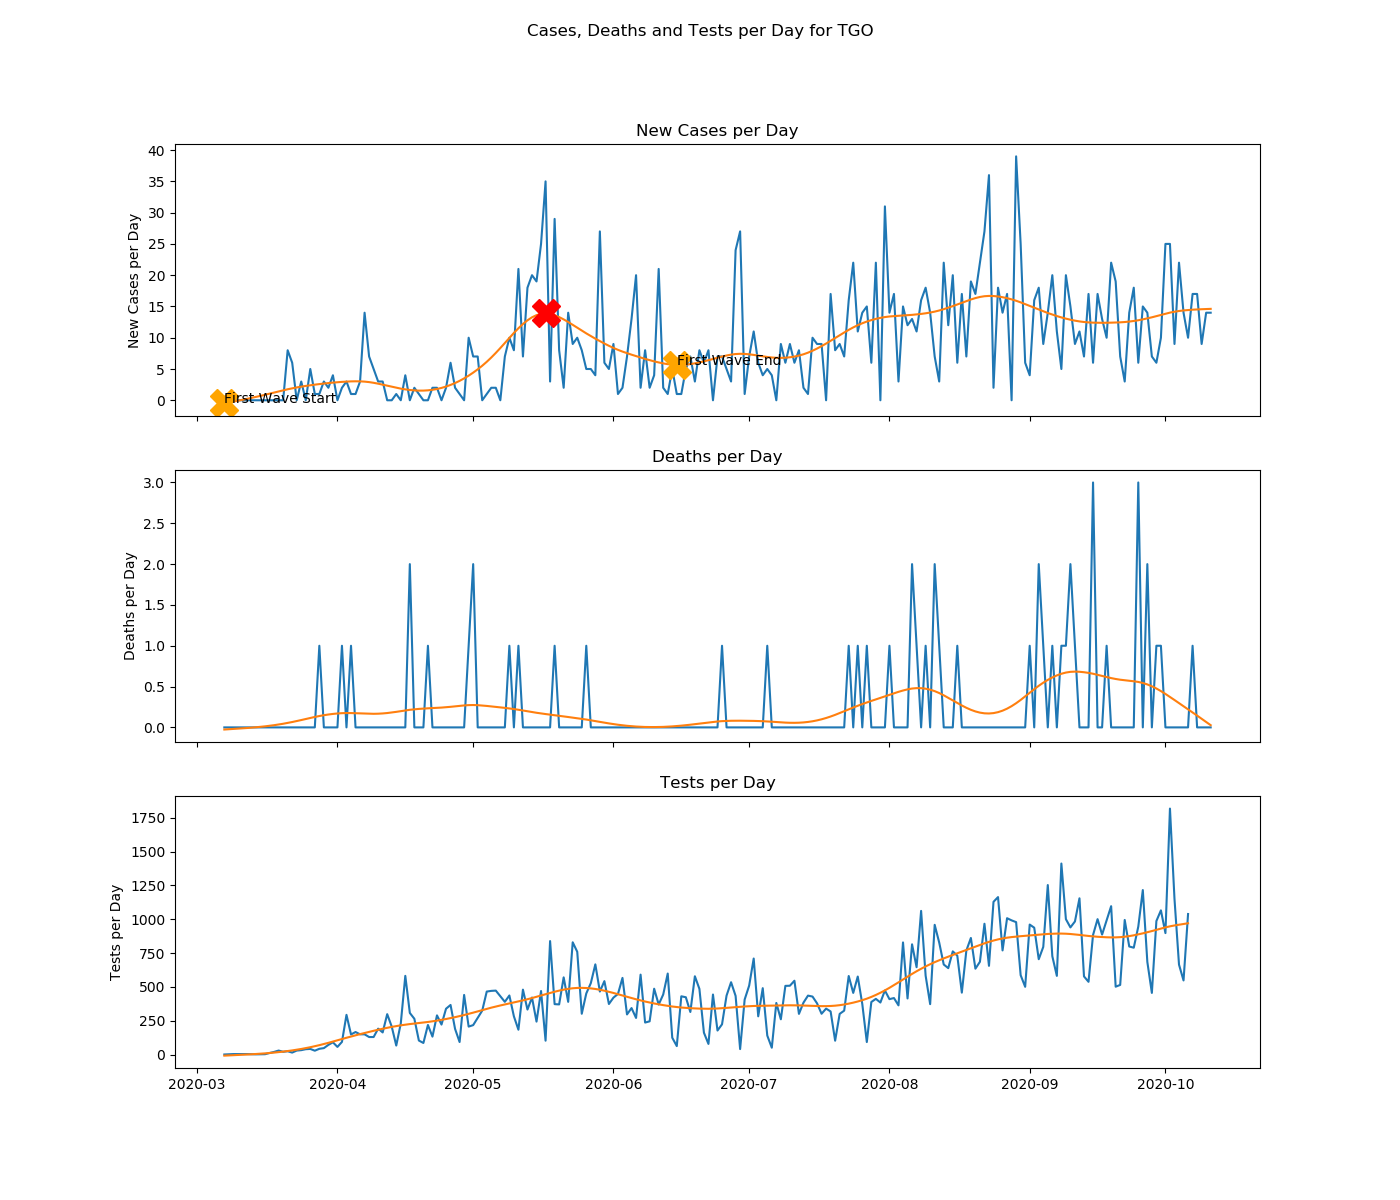 Cases, Deaths and Tests per Day for TGO
New Cases per Day
New Cases per Day
40
35
30
25
20
15
10
5
0
First Wave Start
First Wave End
Deaths per Day
Deaths per Day
3.0
2.5
2.0
1.5
1.0
0.5
0.0
Tests per Day
Tests per Day
1750
1500
1250
1000
750
500
250
0
2020-03 2020-04 2020-05 2020-06 2020-07 2020-08 2020-09 2020-10